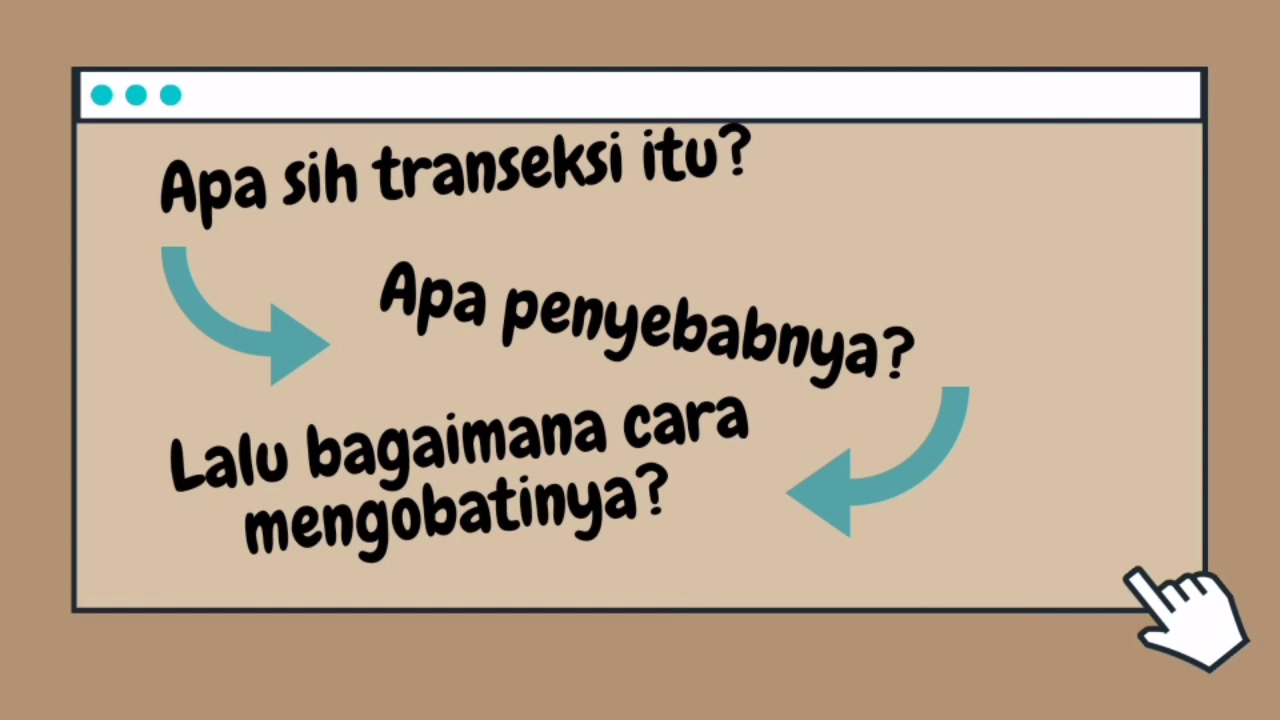 Apa sih transeksi itu?
Apa penyebabnya?
Lalu bagaimana cara
mengobatinya?